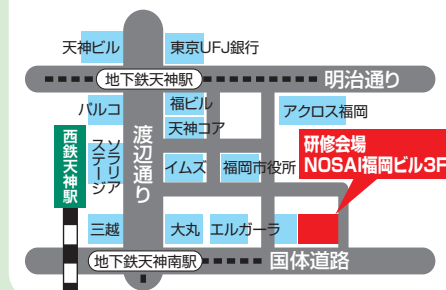 天神ビル
東京UFJ銀行
地下鉄天神駅
明治通り
パルコ
福ビル
アクロス福岡
天神コア
西鉄天神駅
ソラリア
ステージ
渡辺通り
イムズ
福岡市役所
研修会場
NOSAI福岡ビル3F
三越
大丸
エルガーラ
地下鉄天神南駅
国体道路